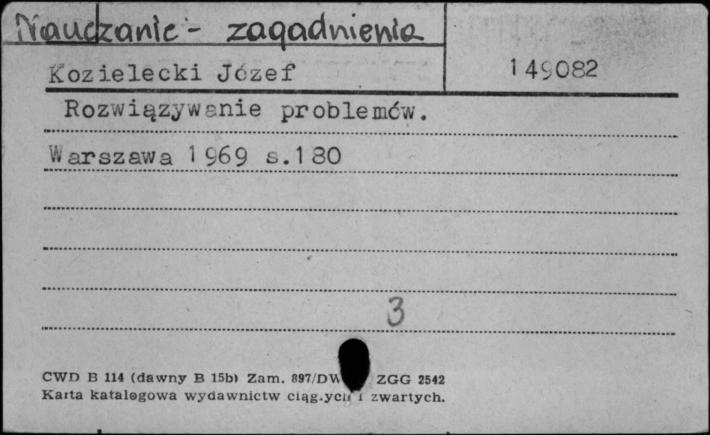 Nauczanie - zagadnienia
Kozielecki Józef 149082
Rozwiązywanie problemów.
Warszawa 1969 s.180
3
CWD B 114 (dawny B 15b) Zam. 897/DW ZGG 2542
Karta katalogowa wydawnictw ciąg.ych i zwartych.